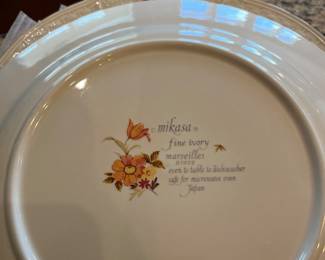 mikasa
fine ivory
marseilles
oven to table to dishwasher
safe for microwave oven
Japan